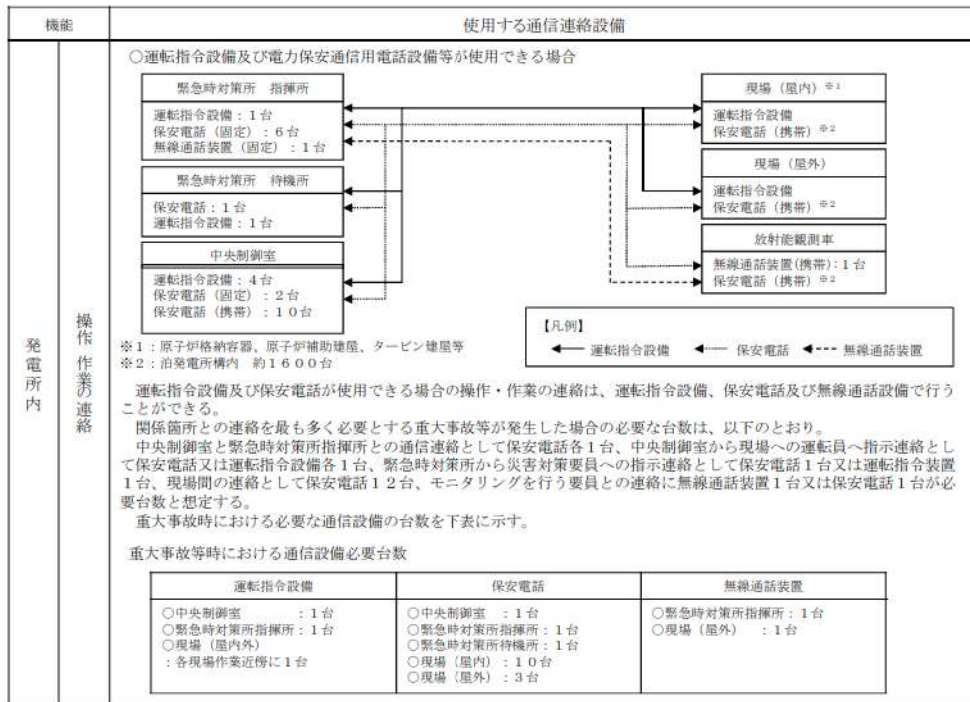 機能
使用する通信連絡設備
発電所内
操作、作業の連絡
○運転指令設備及び電力保安通信用電話設備等が使用できる場合
緊急時対策所　指揮所
運転指令設備：１台
保安電話（固定）：６台
無線通話装置（固定）：１台
緊急時対策所　待機所
保安電話：１台
運転指令設備：１台
中央制御室
運転指令設備：４台
保安電話（固定）：２台
保安電話（携帯）：１０台
現場（屋内）※1
運転指令設備
保安電話（携帯）※2
現場（屋外）
運転指令設備
保安電話（携帯）※2
放射能観測車
無線通話装置(携帯)：１台
保安電話（携帯）※2
※１：原子炉格納容器、原子炉補助建屋、タービン建屋等
※２：泊発電所構内　約１６００台
【凡例】
運転指令設備
保安電話
無線通話装置
運転指令設備及び保安電話が使用できる場合の操作・作業の連絡は、運転指令設備、保安電話及び無線通話設備で行う
ことができる。
関係箇所との連絡を最も多く必要とする重大事故等が発生した場合の必要な台数は、以下のとおり。
中央制御室と緊急時対策所指揮所との通信連絡として保安電話各１台、中央制御室から現場への運転員へ指示連絡とし
て保安電話又は運転指令設備各１台、緊急時対策所から災害対策要員への指示連絡として保安電話１台又は運転指令装置
１台、現場間の連絡として保安電話１２台、モニタリングを行う要員との連絡に無線通話装置１台又は保安電話１台が必
要台数と想定する。
重大事故時における必要な通信設備の台数を下表に示す。
重大事故等時における通信設備必要台数
運転指令設備
○中央制御室　　　：１台
○緊急時対策所指揮所：１台
○現場（屋内外）
：各現場作業近傍に１台
保安電話
○中央制御室　：１台
○緊急時対策所指揮所：１台
○緊急時対策所待機所：１台
○現場（屋内）：１０台
○現場（屋外）：３台
無線通話装置
○緊急時対策所指揮所：１台
○現場（屋外）　：１台